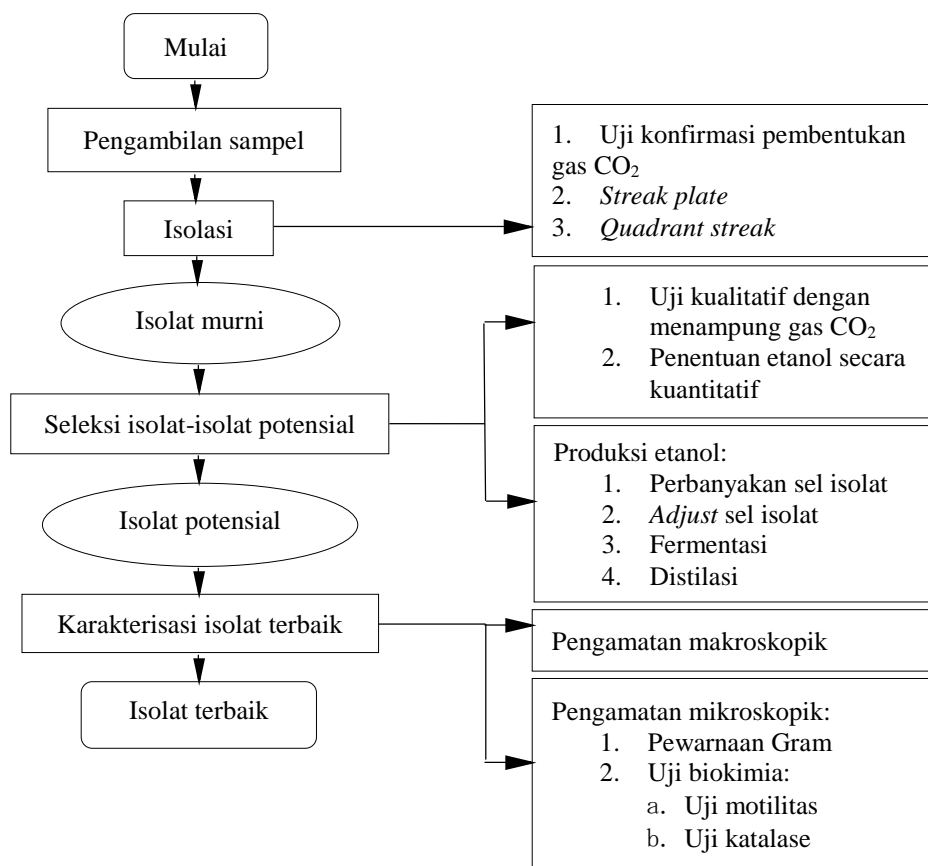 Mulai
Pengambilan sampel
Isolasi
1. Uji konfirmasi pembentukan
gas CO₂
2. Streak plate
3. Quadrant streak
Isolat murni
Seleksi isolat-isolat potensial
1. Uji kualitatif dengan
menampung gas CO₂
2. Penentuan etanol secara
kuantitatif
Produksi etanol:
1. Perbanyakan sel isolat
2. Adjust sel isolat
3. Fermentasi
4. Distilasi
Isolat potensial
Karakterisasi isolat terbaik
Pengamatan makroskopik
Pengamatan mikroskopik:
1. Pewarnaan Gram
2. Uji biokimia:
a. Uji motilitas
b. Uji katalase
Isolat terbaik